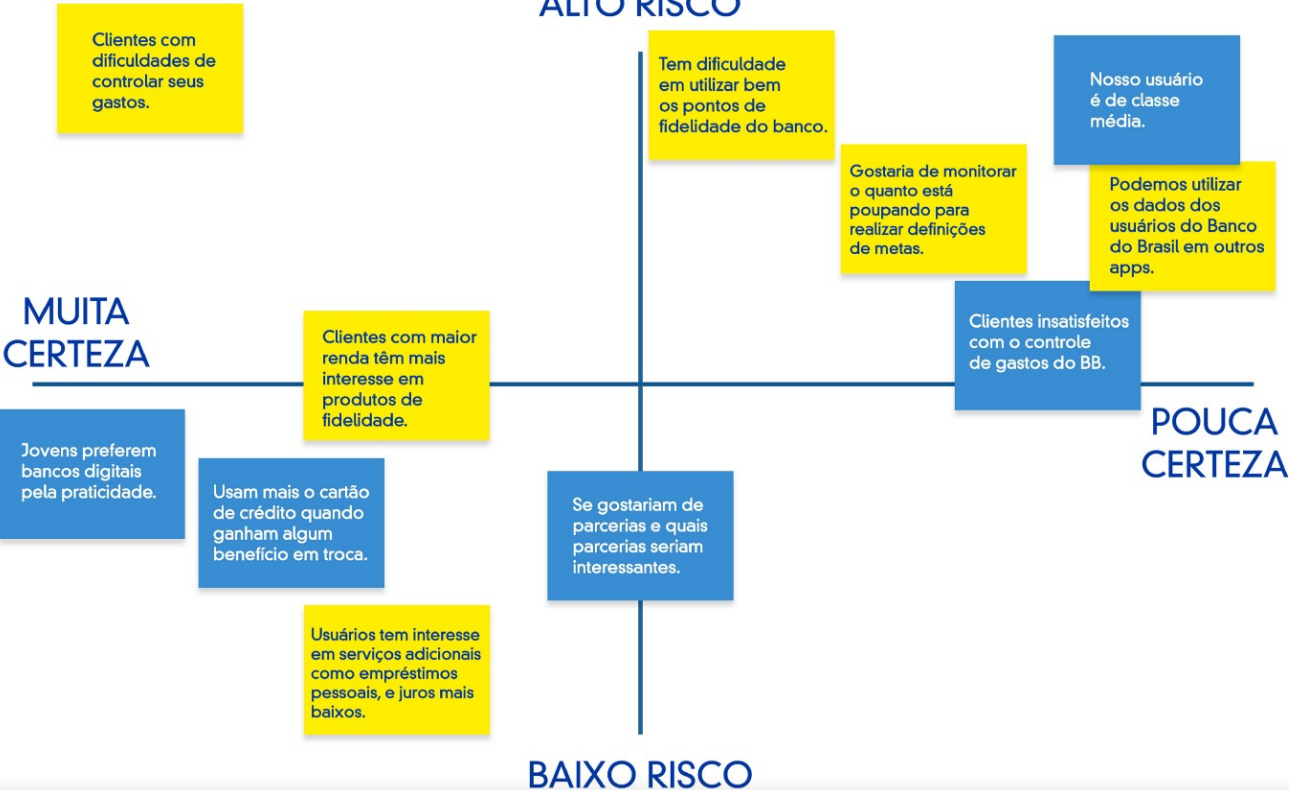 ALTO RISCO
Clientes com
dificuldades de
controlar seus
gastos.
Tem dificuldade
em utilizar bem
os pontos de
fidelidade do banco.
Nosso usuário
é de classe
média.
Gostaria de monitorar
o quanto está
poupando para
realizar definições
de metas.
Podemos utilizar
os dados dos
usuários do Banco
do Brasil em outros
apps.
MUITA
CERTEZA
Clientes com maior
renda têm mais
interesse em
produtos de
fidelidade.
Clientes insatisfeitos
com o controle
de gastos do BB.
POUCA
CERTEZA
Jovens preferem
bancos digitais
pela praticidade.
Usam mais o cartão
de crédito quando
ganham algum
benefício em troca.
Se gostariam de
parcerias e quais
parcerias seriam
interessantes.
Usuários tem interesse
em serviços adicionais
como empréstimos
pessoais, e juros mais
baixos.
BAIXO RISCO